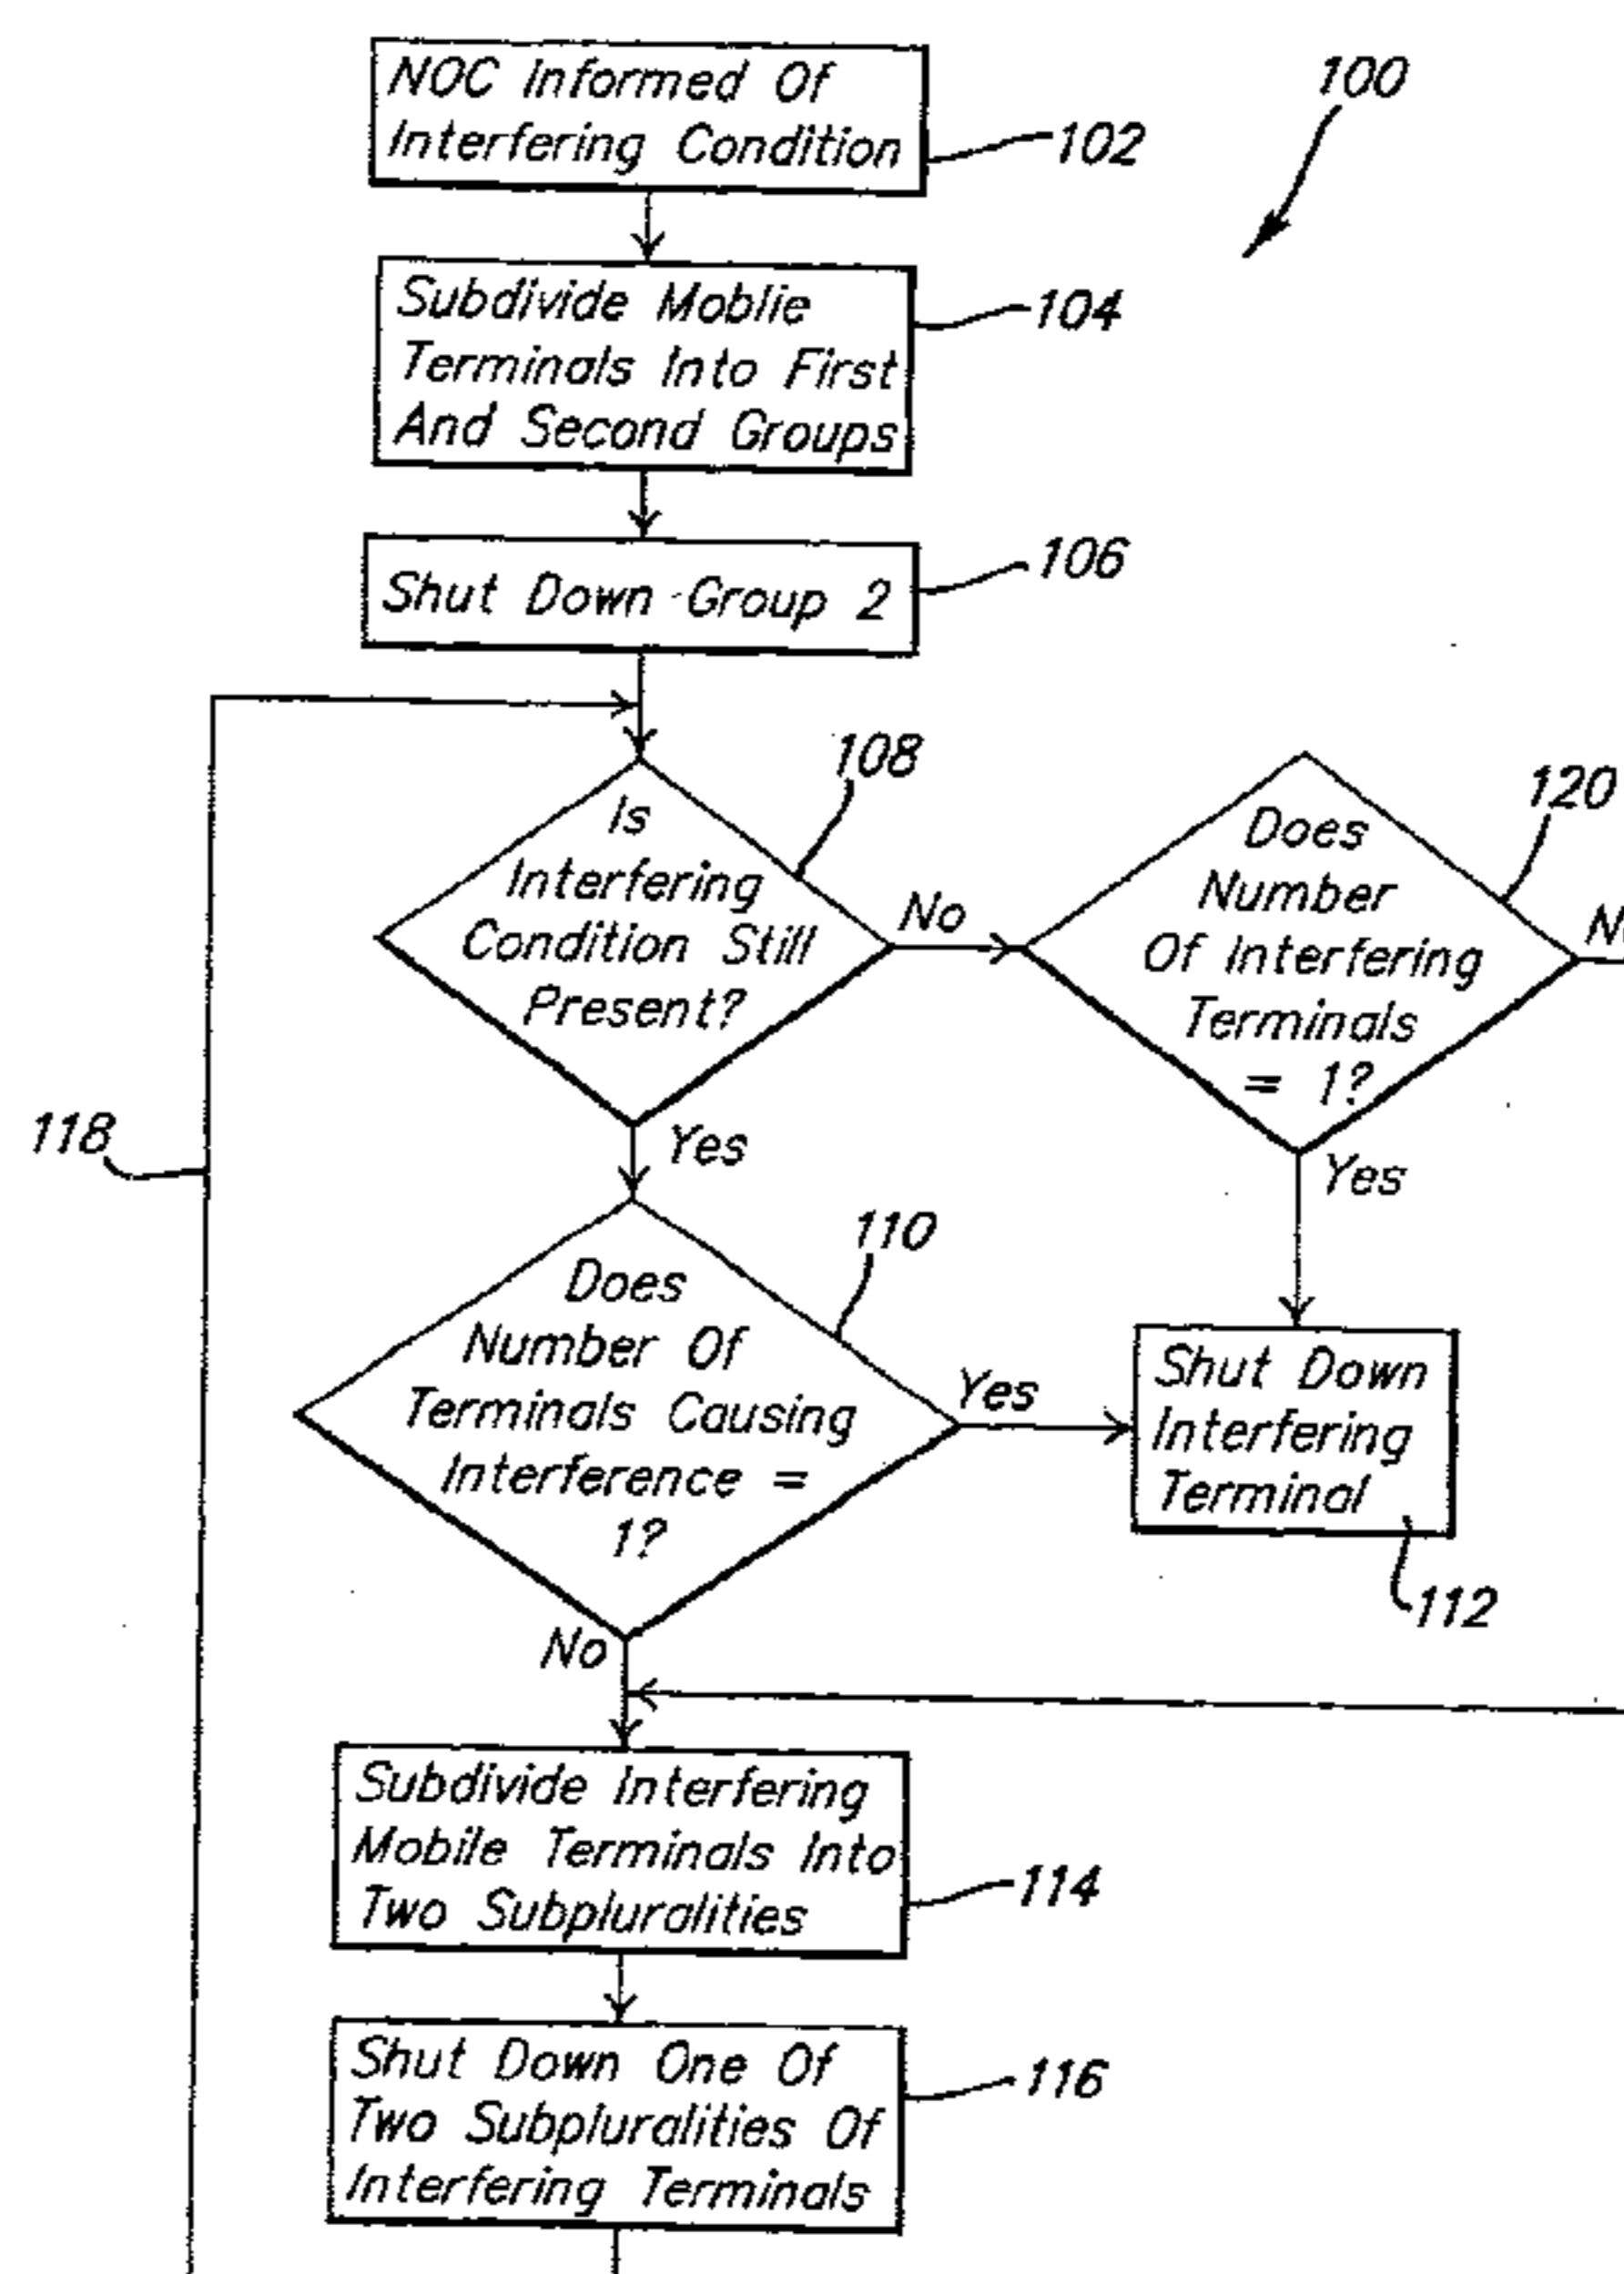 100
NOC Informed Of
Interfering Condition
102
Subdivide Moblie
Terminals Into First
And Second Groups
104
Shut Down Group 2
106
108
Is
Interfering
Condition Still
Present?
No
Yes
120
Does
Number
Of Interfering
Terminals
= 1?
Yes
118
110
Does
Number Of
Terminals Causing
Interference =
1?
Yes
No
Shut Down
Interfering
Terminal
112
Subdivide Interfering
Mobile Terminals Into
Two Subpluralities
114
Shut Down One Of
Two Subpluralities Of
Interfering Terminals
116